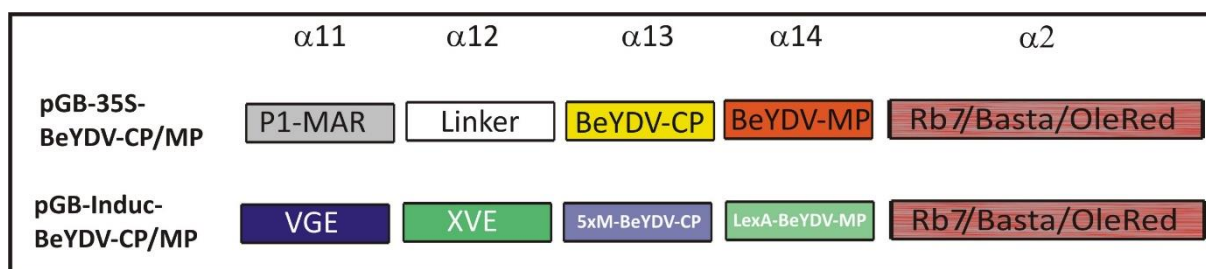 α11 α12 α13 α14 α2
pGB-35S-
BeYDV-CP/MP
P1-MAR Linker BeYDV-CP BeYDV-MP Rb7/Basta/OleRed
pGB-Induc-
BeYDV-CP/MP
VGE XVE 5xM-BeYDV-CP LexA-BeYDV-MP Rb7/Basta/OleRed